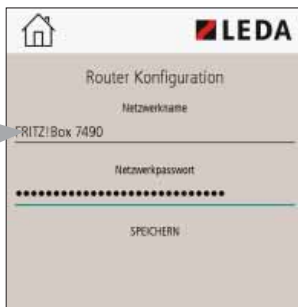 LEDA
Router Konfiguration
Netzwerkname
FRITZ!Box 7490
Netzwerkpasswort
••••••••••••••••••••••••••••
SPEICHERN